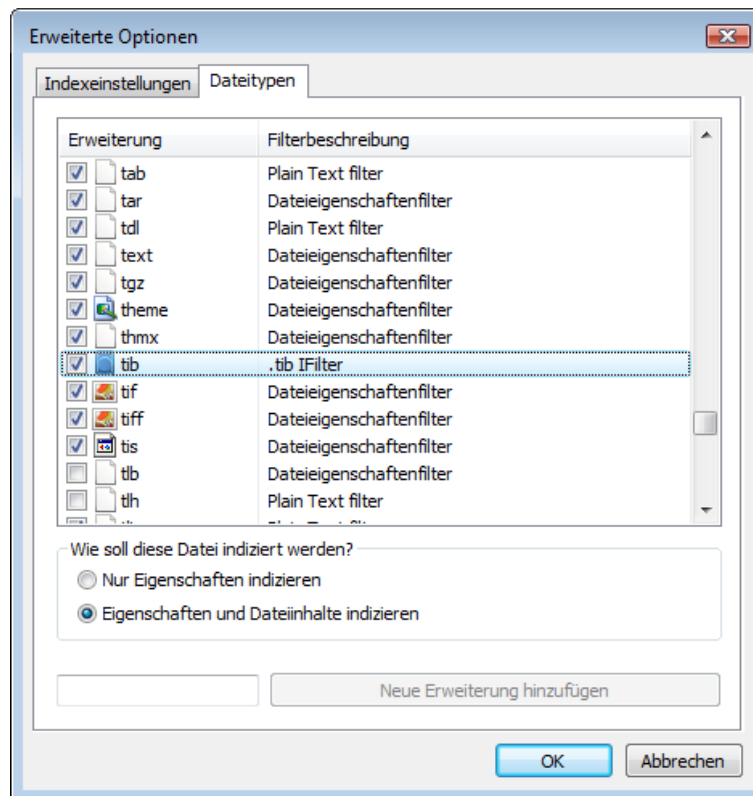 Erweiterte Optionen
Indexeinstellungen Dateitypen
Erweiterung Filterbeschreibung
tab Plain Text filter
tar Dateieigenschaftenfilter
tdl Plain Text filter
text Dateieigenschaftenfilter
tgz Dateieigenschaftenfilter
theme Dateieigenschaftenfilter
thmx Dateieigenschaftenfilter
tib .tib IFilter
tif Dateieigenschaftenfilter
tiff Dateieigenschaftenfilter
tis Dateieigenschaftenfilter
tlb Dateieigenschaftenfilter
tlh Plain Text filter
Wie soll diese Datei indiziert werden?
Nur Eigenschaften indizieren
Eigenschaften und Dateiinhalte indizieren
Neue Erweiterung hinzufügen
OK Abbrechen